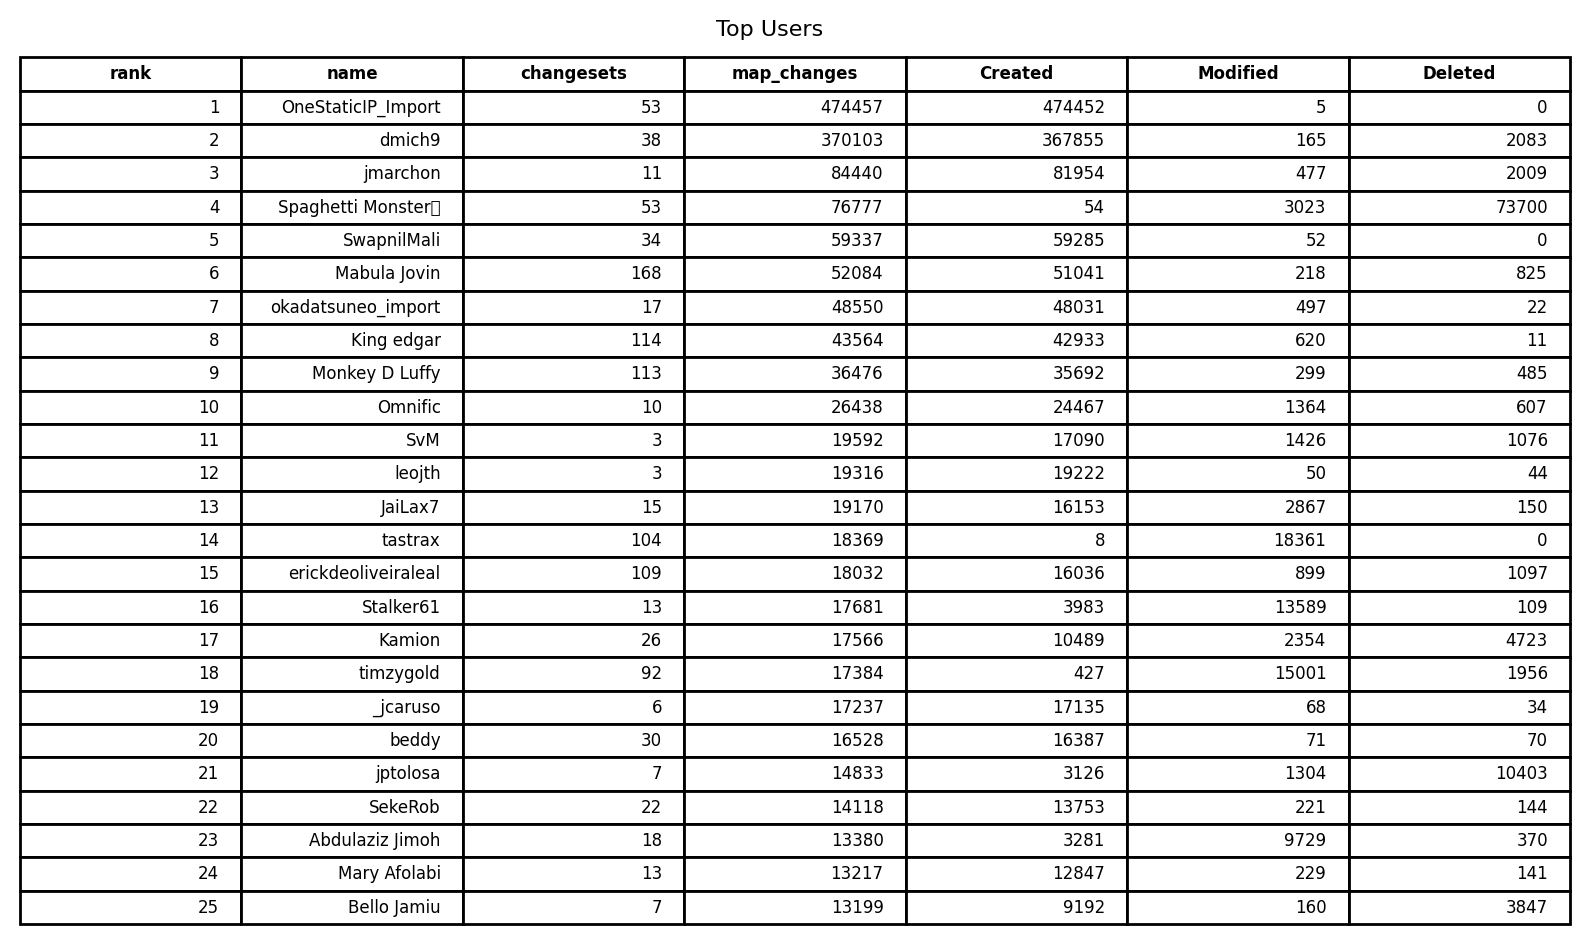 Top Users
rank name changesets map_changes Created Modified Deleted
1 OneStaticIP_Import 53 474457 474452 5 0
2 dmich9 38 370103 367855 165 2083
3 jmarchon 11 84440 81954 477 2009
4 Spaghetti Monster 53 76777 54 3023 73700
5 SwapnilMali 34 59337 59285 52 0
6 Mabula Jovin 168 52084 51041 218 825
7 okadatsuneo_import 17 48550 48031 497 22
8 King edgar 114 43564 42933 620 11
9 Monkey D Luffy 113 36476 35692 299 485
10 Omnific 10 26438 24467 1364 607
11 SvM 3 19592 17090 1426 1076
12 leojth 3 19316 19222 50 44
13 JaiLax7 15 19170 16153 2867 150
14 tastrax 104 18369 8 18361 0
15 erickdeoliveiraleal 109 18032 16036 899 1097
16 Stalker61 13 17681 3983 13589 109
17 Kamion 26 17566 10489 2354 4723
18 timzygold 92 17384 427 15001 1956
19 _jcaruso 6 17237 17135 68 34
20 beddy 30 16528 16387 71 70
21 jptolosa 7 14833 3126 1304 10403
22 SekeRob 22 14118 13753 221 144
23 Abdulaziz Jimoh 18 13380 3281 9729 370
24 Mary Afolabi 13 13217 12847 229 141
25 Bello Jamiu 7 13199 9192 160 3847